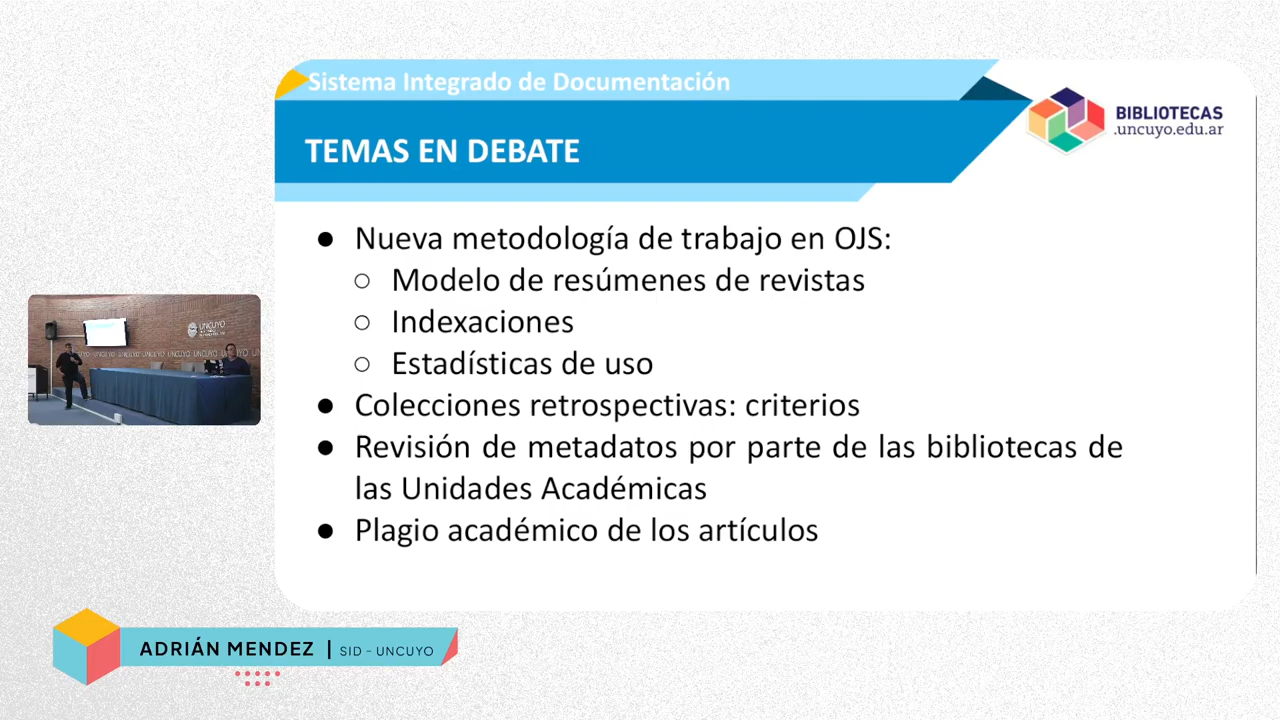 Sistema Integrado de Documentación
TEMAS EN DEBATE
BIBLIOTECAS
.uncuyo.edu.ar
● Nueva metodología de trabajo en OJS:
○ Modelo de resúmenes de revistas
○ Indexaciones
○ Estadísticas de uso
● Colecciones retrospectivas: criterios
● Revisión de metadatos por parte de las bibliotecas de
las Unidades Académicas
● Plagio académico de los artículos
UNCUYO
ADRIÁN MENDEZ | SID – UNCUYO